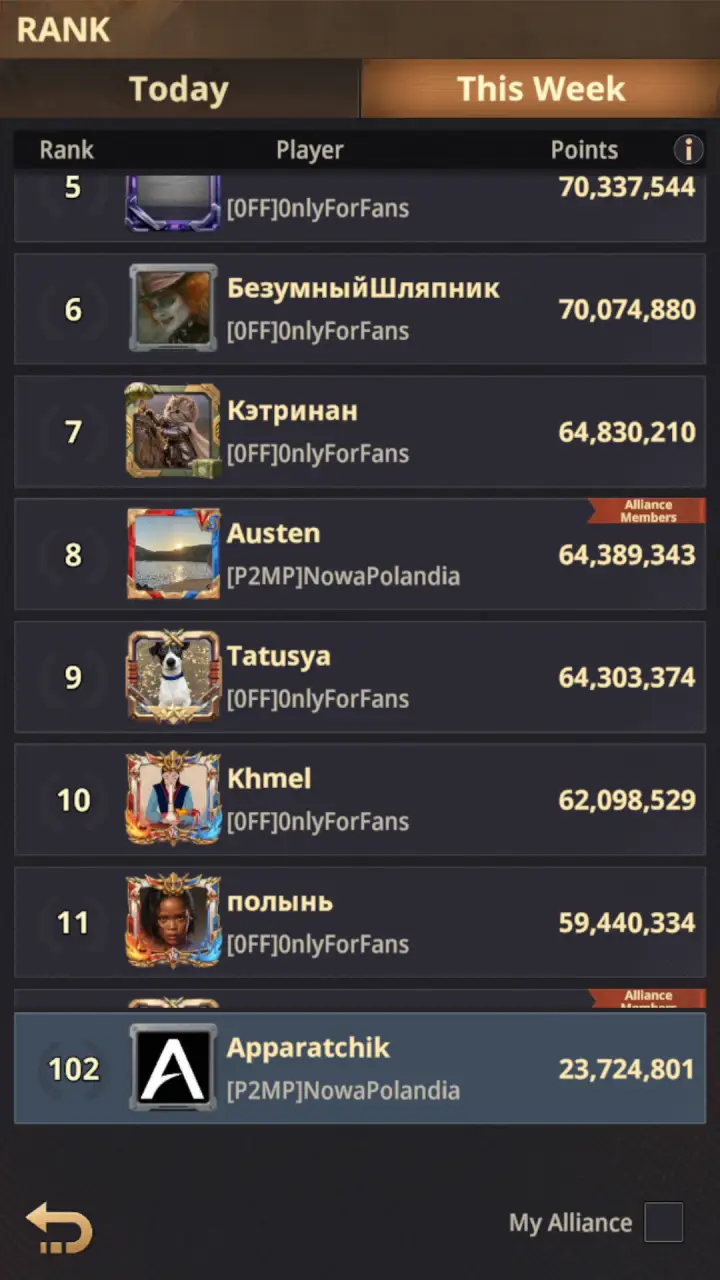 RANK
Today
This Week
Rank Player Points
5
70,337,544
[0FF]0nlyForFans
БезумныйШляпник
6
70,074,880
[0FF]0nlyForFans
Кэтринан
7
64,830,210
[0FF]0nlyForFans
Alliance
Members
VS
Austen
8
64,389,343
[P2MP]NowaPolandia
Tatusya
9
64,303,374
[0FF]0nlyForFans
Khmel
10
62,098,529
[0FF]0nlyForFans
полынь
11
59,440,334
[0FF]0nlyForFans
Alliance
Members
Apparatchik
102
23,724,801
[P2MP]NowaPolandia
My Alliance